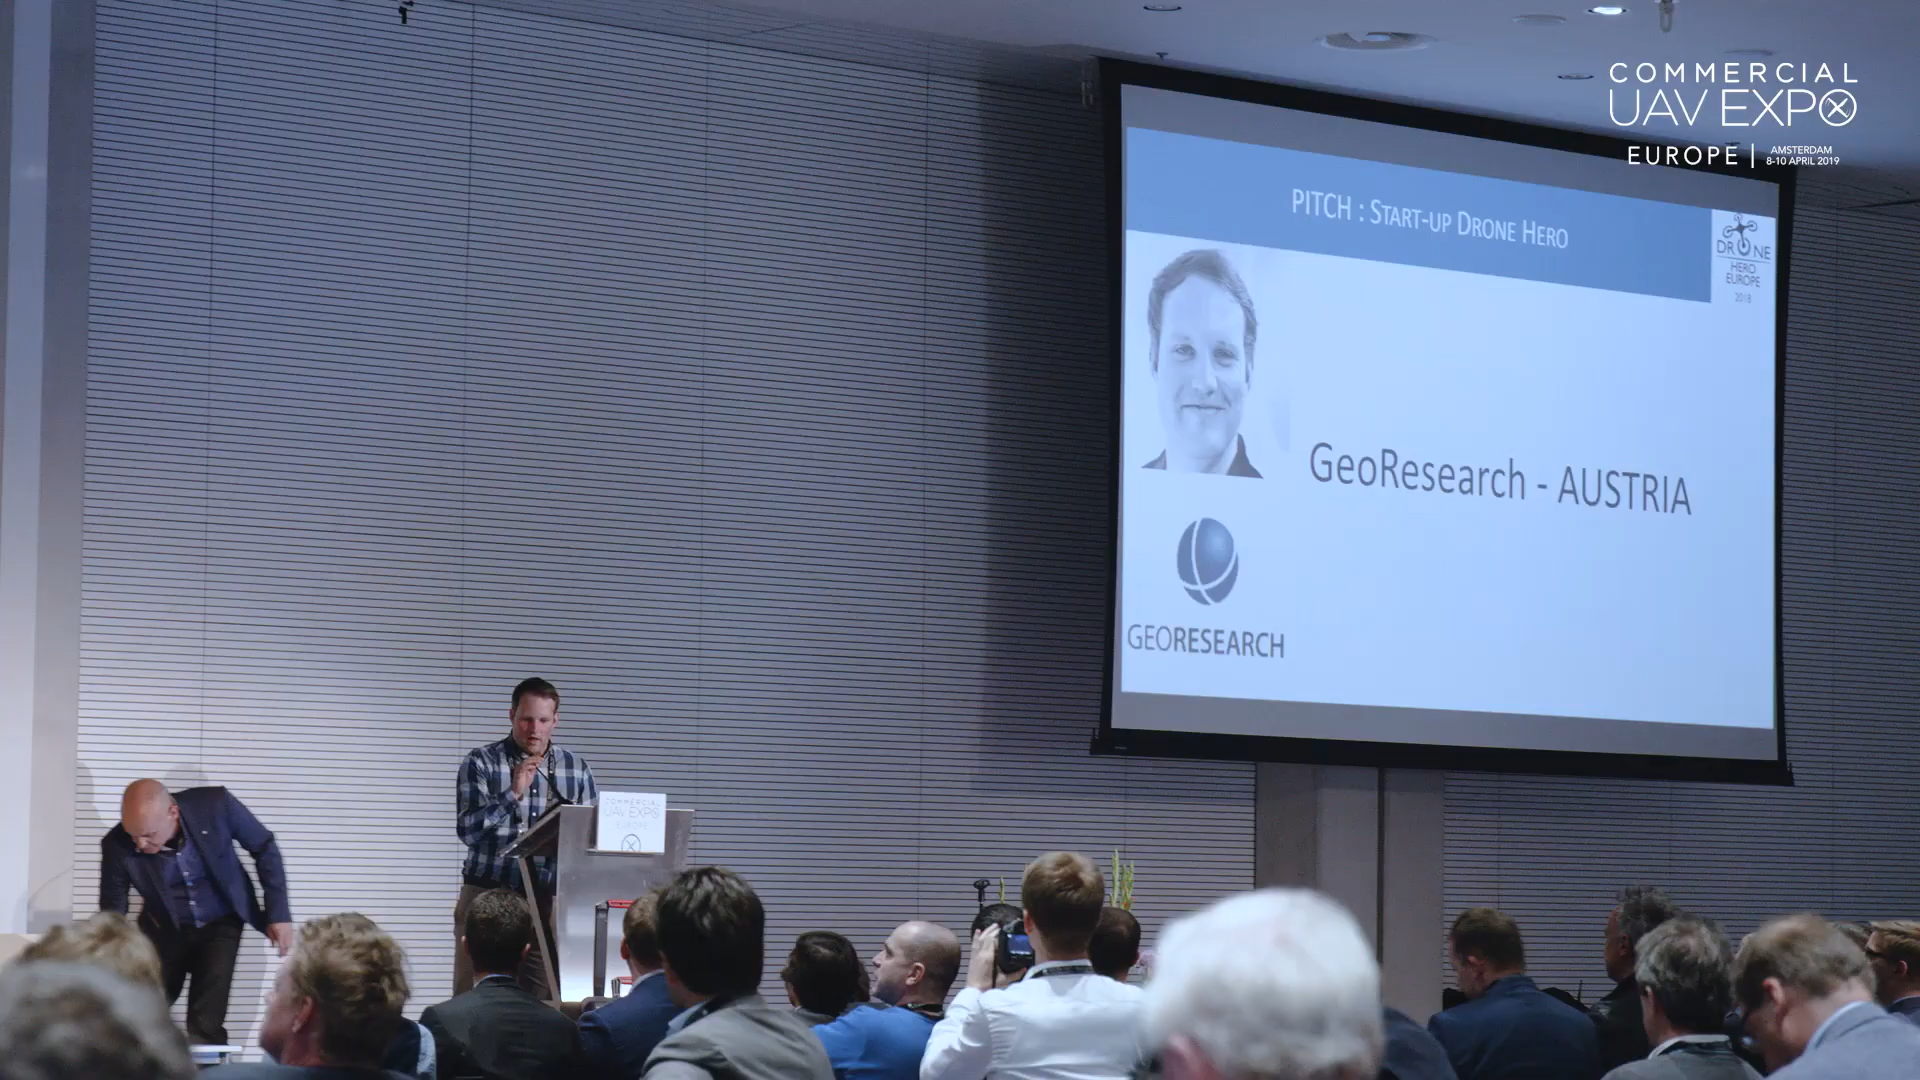 COMMERCIAL
UAV EXPO
EUROPE | AMSTERDAM
8-10 APRIL 2019
PITCH : START-UP DRONE HERO
DRONE
HERO
EUROPE
2018
GeoResearch - AUSTRIA
GEORESEARCH
COMMERCIAL
UAV EXPO
EUROPE